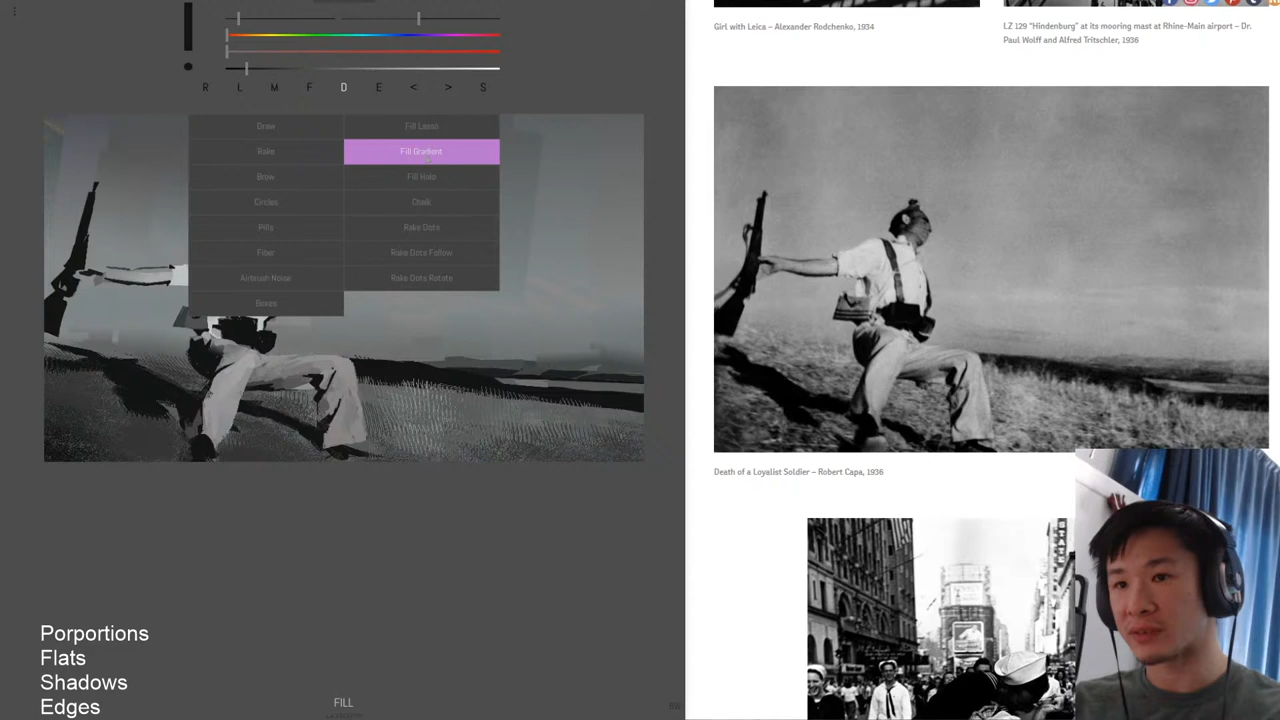 R L M F D E < > S
Draw
Fill Lasso
Rake
Fill Gradient
Brow
Fill Halo
Circles
Chalk
Pills
Rake Dots
Fiber
Rake Dots Follow
Airbrush Noise
Rake Dots Rotate
Boxes
Porportions
Flats
Shadows
Edges
FILL
Girl with Leica – Alexander Rodchenko, 1934
LZ 129 “Hindenburg” at its mooring mast at Rhine-Main airport – Dr.
Paul Wolff and Alfred Tritschler, 1936
Death of a Loyalist Soldier – Robert Capa, 1936